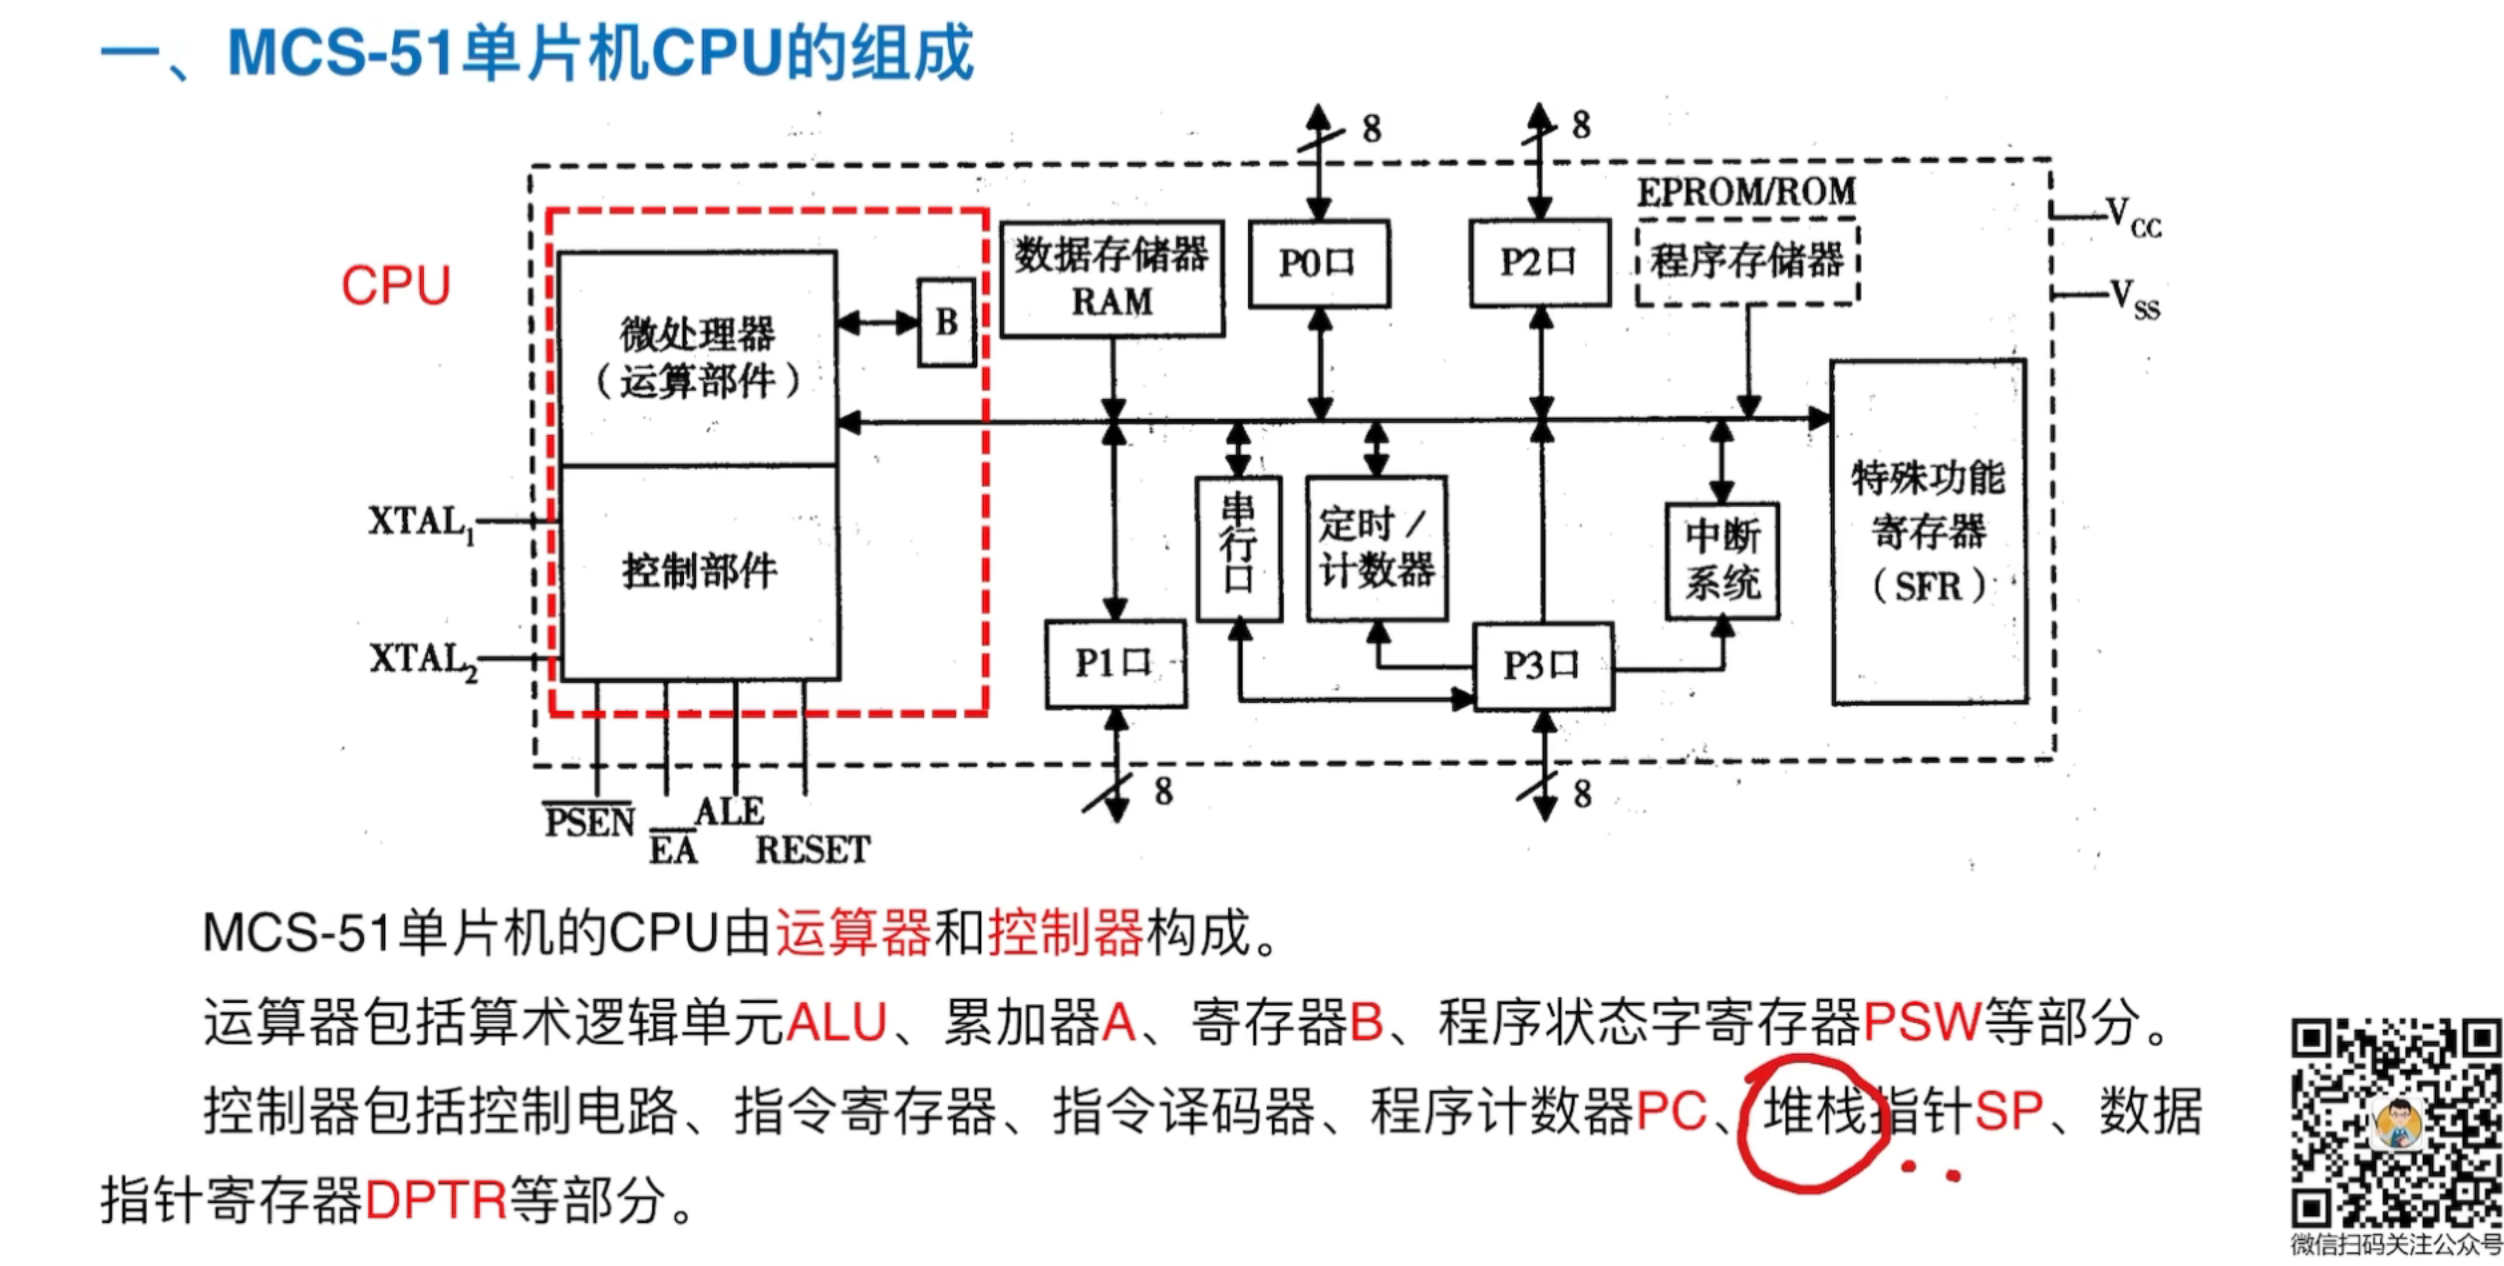 一、MCS-51单片机CPU的组成
8
8
EPROM/ROM
V_CC
CPU
数据存储器
RAM
P0口
P2口
程序存储器
V_SS
微处理器
（运算部件）
B
XTAL₁
控制部件
串行口
定时/
计数器
中断
系统
特殊功能
寄存器
（SFR）
XTAL₂
P1口
P3口
8
8
PSEN
ALE
EA
RESET
MCS-51单片机的CPU由运算器和控制器构成。
运算器包括算术逻辑单元ALU、累加器A、寄存器B、程序状态字寄存器PSW等部分。
控制器包括控制电路、指令寄存器、指令译码器、程序计数器PC、堆栈指针SP、数据
指针寄存器DPTR等部分。
微信扫码关注公众号